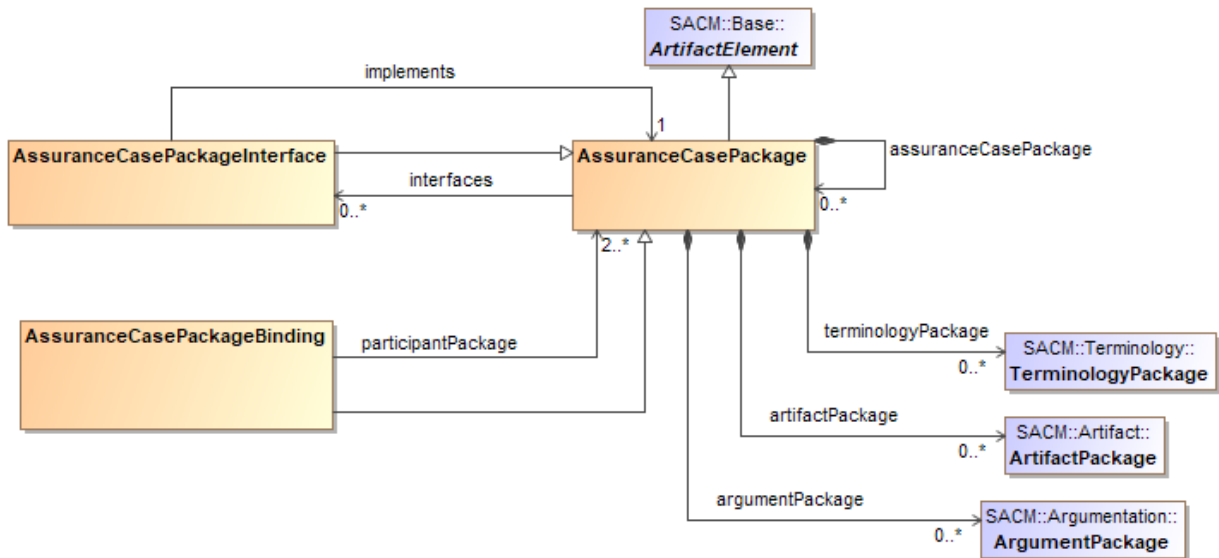 SACM::Base::
ArtifactElement
implements
1
AssuranceCasePackageInterface
AssuranceCasePackage
assuranceCasePackage
interfaces
0..*
0..*
2..*
AssuranceCasePackageBinding
participantPackage
terminologyPackage
SACM::Terminology::
0..*
TerminologyPackage
artifactPackage
SACM::Artifact::
0..*
ArtifactPackage
argumentPackage
SACM::Argumentation::
0..*
ArgumentPackage